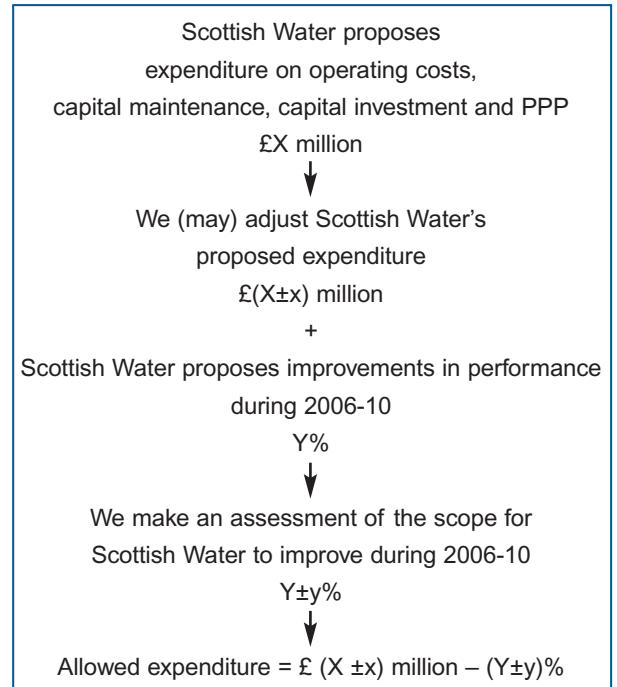 Scottish Water proposes
expenditure on operating costs,
capital maintenance, capital investment and PPP
£X million
We (may) adjust Scottish Water's
proposed expenditure
£(X±x) million
+
Scottish Water proposes improvements in performance
during 2006-10
Y%
We make an assessment of the scope for
Scottish Water to improve during 2006-10
Y±y%
Allowed expenditure = £ (X ±x) million – (Y±y)%